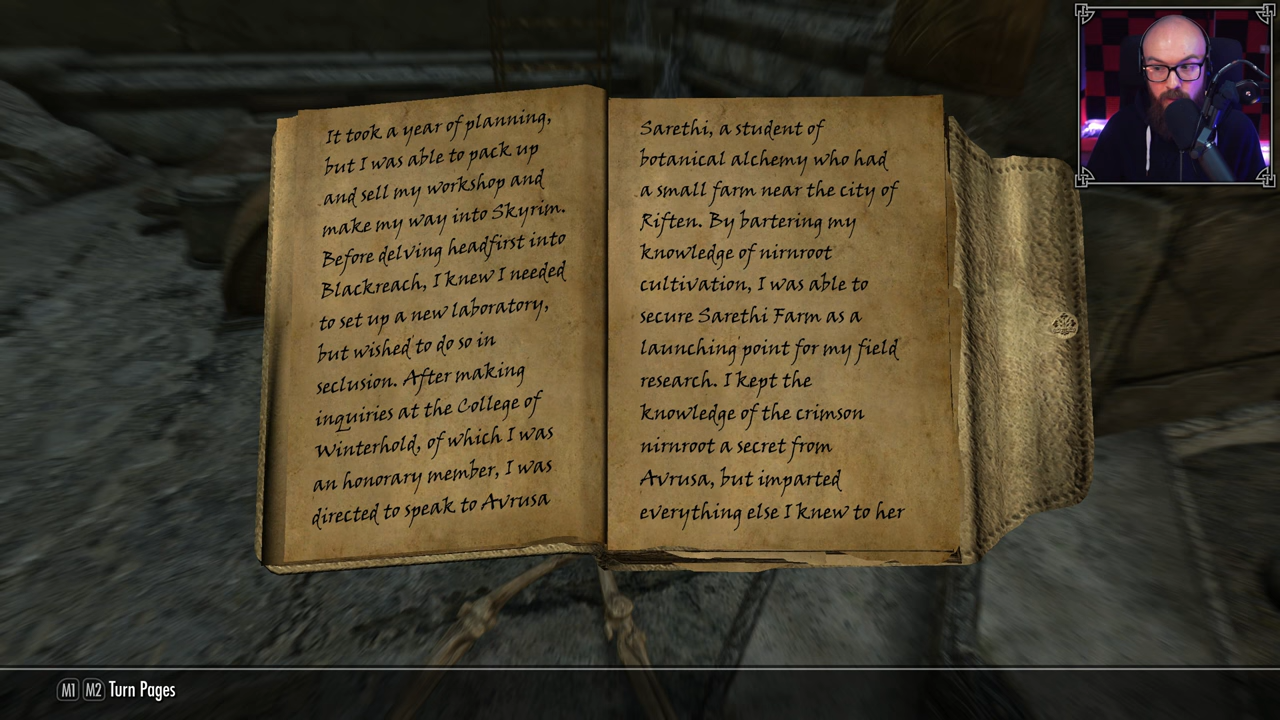 It took a year of planning,
but I was able to pack up
and sell my workshop and
make my way into Skyrim.
Before delving headfirst into
Blackreach, I knew I needed
to set up a new laboratory,
but wished to do so in
seclusion. After making
inquiries at the College of
Winterhold, of which I was
an honorary member, I was
directed to speak to Avrusa
Sarethi, a student of
botanical alchemy who had
a small farm near the city of
Riften. By bartering my
knowledge of nirnroot
cultivation, I was able to
secure Sarethi Farm as a
launching point for my field
research. I kept the
knowledge of the crimson
nirnroot a secret from
Avrusa, but imparted
everything else I knew to her
M1 M2 Turn Pages